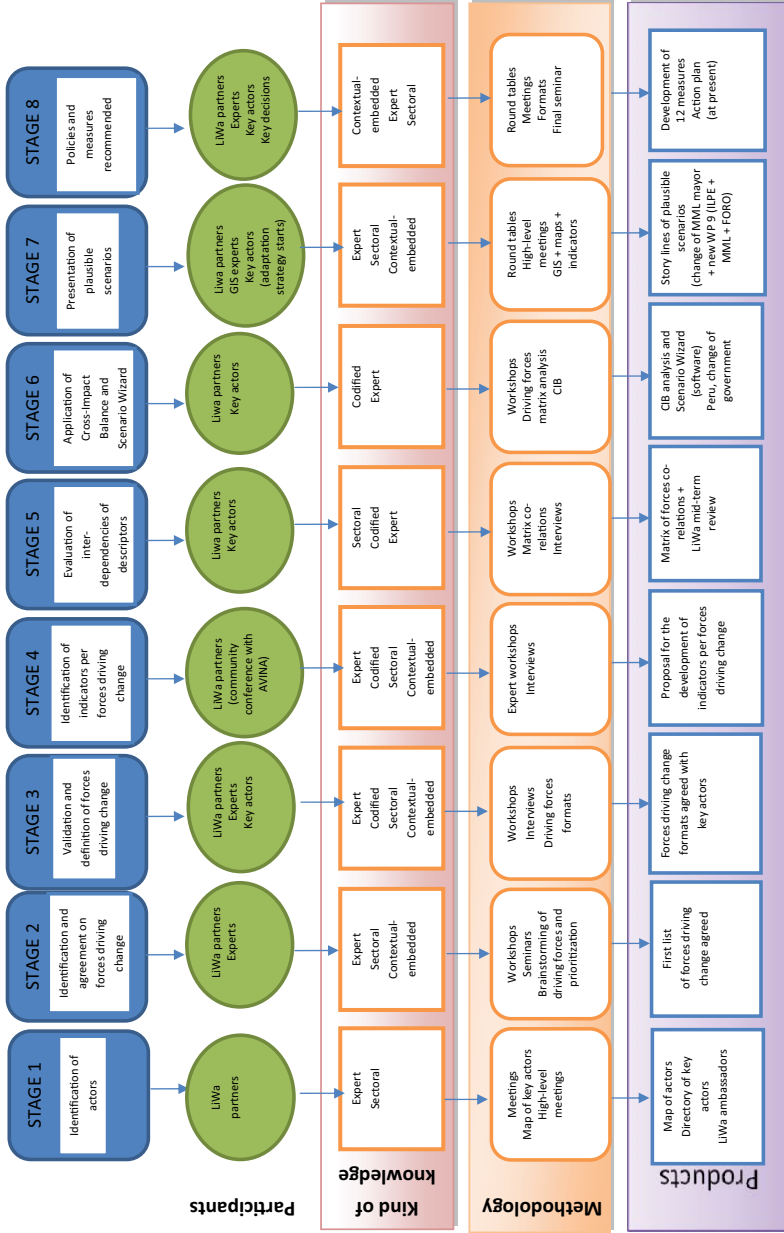 STAGE 1
Identification of
actors
STAGE 2
Identification and
agreement on
forces driving
change
STAGE 3
Validation and
definition of forces
driving change
STAGE 4
Identification of
indicators per
forces driving
change
STAGE 5
Evaluation of
inter-
dependencies of
descriptors
STAGE 6
Application of
Cross-Impact
Balance and
Scenario Wizard
STAGE 7
Presentation of
plausible
scenarios
STAGE 8
Policies and
measures
recommended
Participants
LiWa
partners
LiWa partners
Experts
LiWa partners
Experts
Key actors
LiWa partners
(community
conference with
AVINA)
Liwa partners
Key actors
Liwa partners
Key actors
Liwa partners
GIS experts
Key actors
(adaptation
strategy starts)
LiWa partners
Experts
Key actors
Key decisions
Kind of
knowledge
Expert
Sectoral
Expert
Sectoral
Contextual-
embedded
Expert
Codified
Sectoral
Contextual-
embedded
Expert
Codified
Sectoral
Contextual-
embedded
Sectoral
Codified
Expert
Codified
Expert
Expert
Sectoral
Contextual-
embedded
Contextual-
embedded
Expert
Sectoral
Methodology
Meetings
Map of key actors
High-level
meetings
Workshops
Seminars
Brainstorming of
driving forces and
prioritization
Workshops
Interviews
Driving forces
formats
Expert workshops
Interviews
Workshops
Matrix co-
relations
Interviews
Workshops
Driving forces
matrix analysis
CIB
Round tables
High-level
meetings
GIS + maps +
indicators
Round tables
Meetings
Formats
Final seminar
Products
Map of actors
Directory of key
actors
LiWa ambassadors
First list
of forces driving
change agreed
Forces driving change
formats agreed with
key actors
Proposal for the
development of
indicators per forces
driving change
Matrix of forces co-
relations +
LiWa mid-term
review
CIB analysis and
Scenario Wizard
(software)
Peru, change of
government
Story lines of plausible
scenarios
(change of MML mayor
+ new WP 9 (ILPE +
MML + FORO)
Development of
12 measures
Action plan
(at present)